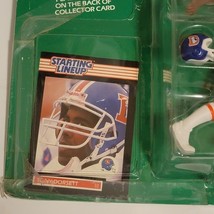 ON THE BACK OF
COLLECTOR CARD
STARTING
LINEUP